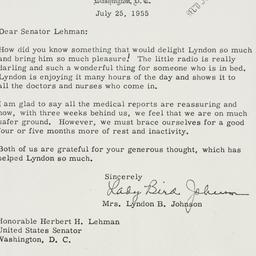 Washington, D. C.
July 25, 1955
Dear Senator Lehman:
How did you know something that would delight Lyndon so much
and bring him so much pleasure! The little radio is really
darling and such a wonderful thing for someone who is in bed.
Lyndon is enjoying it many hours of the day and shows it to
all the doctors and nurses who come in.
I am glad to say all the medical reports are reassuring and
now, with three weeks behind us, we feel that we are on much
safer ground. However, we must brace ourselves for a good
four or five months more of rest and inactivity.
Both of us are grateful for your generous thought, which has
helped Lyndon so much.
Sincerely
Lady Bird Johnson
Mrs. Lyndon B. Johnson
Honorable Herbert H. Lehman
United States Senator
Washington, D. C.